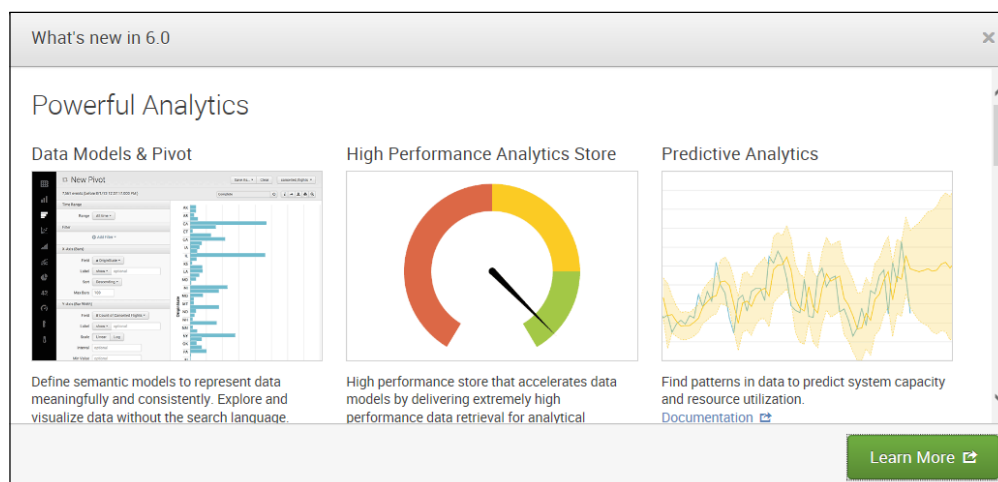 What's new in 6.0
Powerful Analytics
Data Models & Pivot
High Performance Analytics Store
Predictive Analytics
New Pivot
Filter
Define semantic models to represent data
meaningfully and consistently. Explore and
visualize data without the search language.
High performance store that accelerates data
models by delivering extremely high
performance data retrieval for analytical
Find patterns in data to predict system capacity
and resource utilization.
Documentation
Learn More